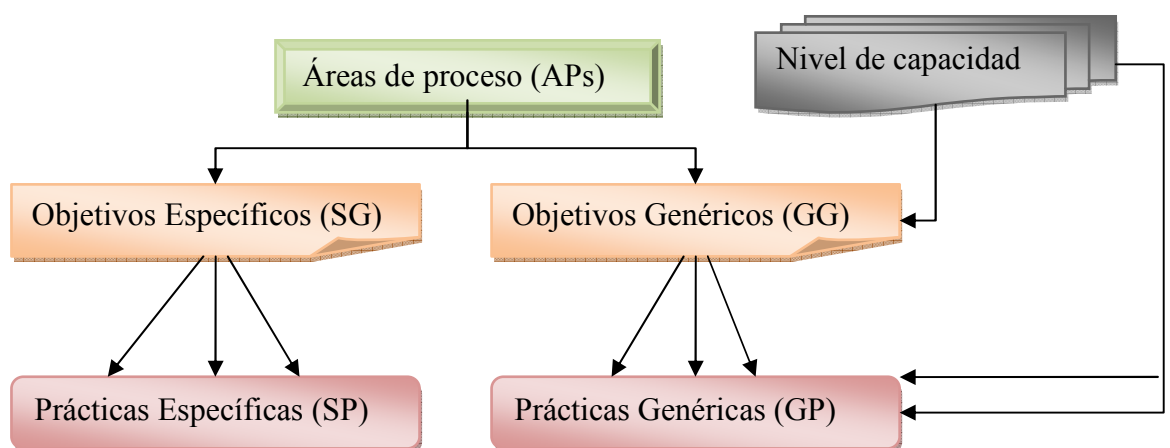 Áreas de proceso (APs)
Nivel de capacidad
Objetivos Específicos (SG)
Objetivos Genéricos (GG)
Prácticas Específicas (SP)
Prácticas Genéricas (GP)